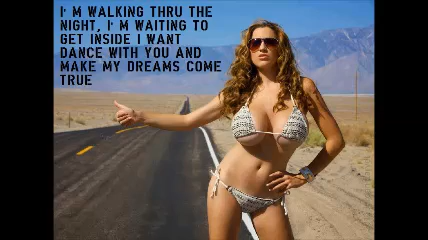 I' M WALKING THRU THE
NIGHT, I' M WAITING TO
GET INSIDE I WANT
DANCE WITH YOU AND
MAKE MY DREAMS COME
TRUE